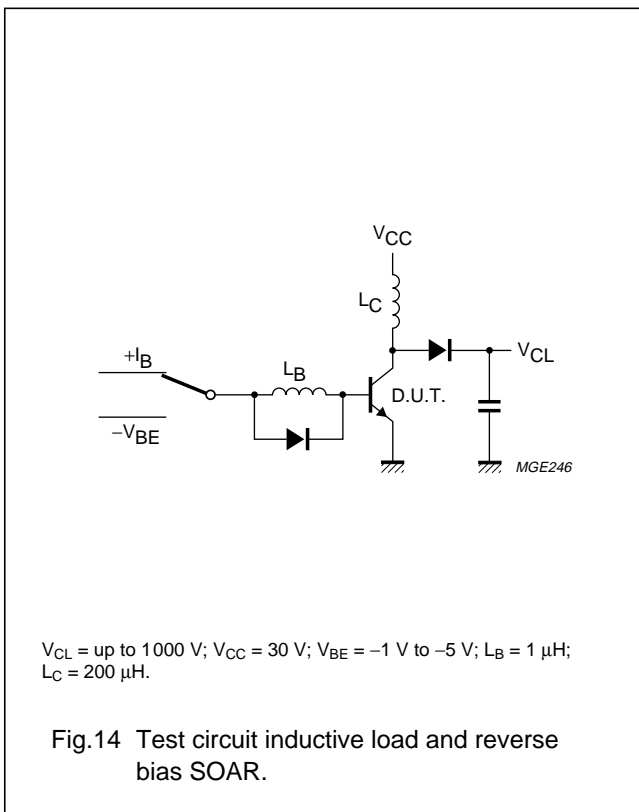 VCC
LC
+IB
LB
VCL
D.U.T.
−VBE
MGE246
VCL = up to 1000 V; VCC = 30 V; VBE = −1 V to −5 V; LB = 1 μH;
LC = 200 μH.
Fig.14 Test circuit inductive load and reverse
bias SOAR.